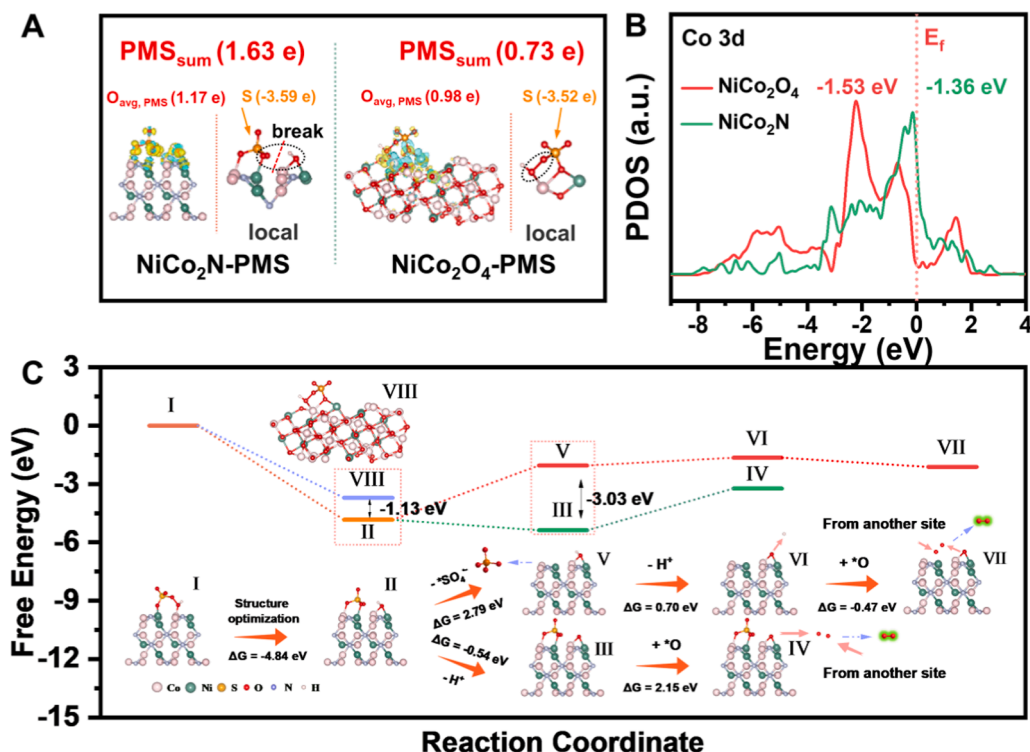 A
PMSsum (1.63 e)
PMSsum (0.73 e)
Oavg, PMS (1.17 e)
S (-3.59 e)
Oavg, PMS (0.98 e)
S (-3.52 e)
break
local
local
NiCo2N-PMS
NiCo2O4-PMS
B
Co 3d
Ef
NiCo2O4
-1.53 eV
-1.36 eV
NiCo2N
PDOS (a.u.)
-8 -6 -4 -2 0 2 4
Energy (eV)
C
Free Energy (eV)
3
0
-3
-6
-9
-12
-15
I
VIII
VIII
-1.13 eV
II
V
III
-3.03 eV
VI
IV
VII
From another site
I
Structure
optimization
ΔG = -4.84 eV
II
- *SO4•-
ΔG = 2.79 eV
ΔG = -0.54 eV
- H+
V
- H+
ΔG = 0.70 eV
VI
+ *O
ΔG = -0.47 eV
VII
III
+ *O
ΔG = 2.15 eV
IV
From another site
Co Ni S O N H
Reaction Coordinate